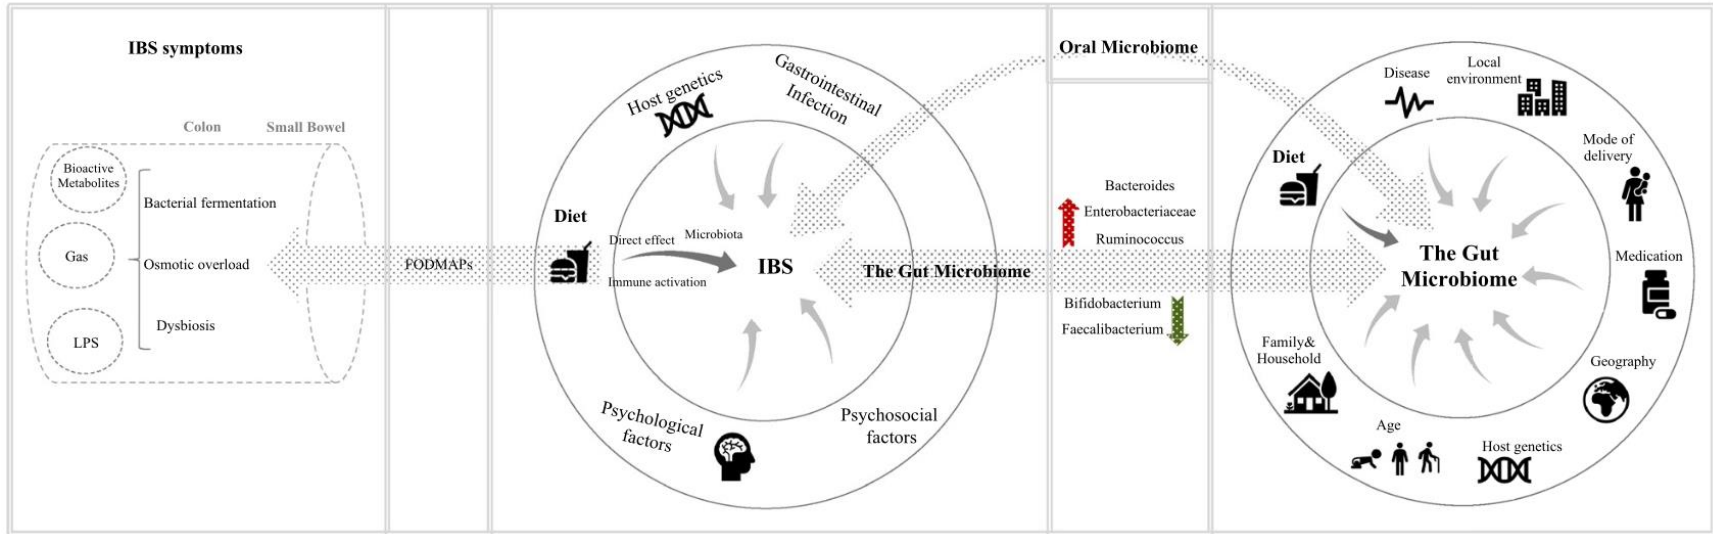 IBS symptoms
Colon
Small Bowel
Bioactive
Metabolites
Gas
LPS
Bacterial fermentation
Osmotic overload
Dysbiosis
FODMAPs
Host genetics
Gastrointestinal
Infection
Diet
Direct effect
Microbiota
Immune activation
IBS
Psychological
factors
Psychosocial
factors
Oral Microbiome
The Gut Microbiome
Bacteroides
Enterobacteriaceae
Ruminococcus
Bifidobacterium
Faecalibacterium
Disease
Local
environment
Mode of
delivery
Diet
The Gut
Microbiome
Medication
Family&
Household
Geography
Age
Host genetics